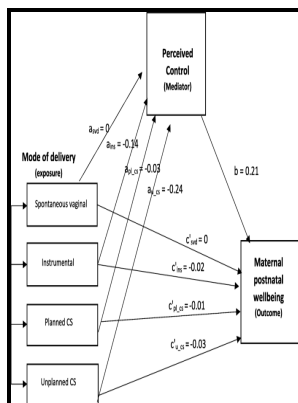 Perceived
Control
(Mediator)
a_svd = 0
a_ins = -0.14
a_pl_cs = -0.03
a_u_cs = -0.24
b = 0.21
Mode of delivery
(exposure)
Spontaneous vaginal
Instrumental
Planned CS
Unplanned CS
c'_svd = 0
c'_ins = -0.02
c'_pl_cs = -0.01
c'_u_cs = -0.03
Maternal
postnatal
wellbeing
(Outcome)